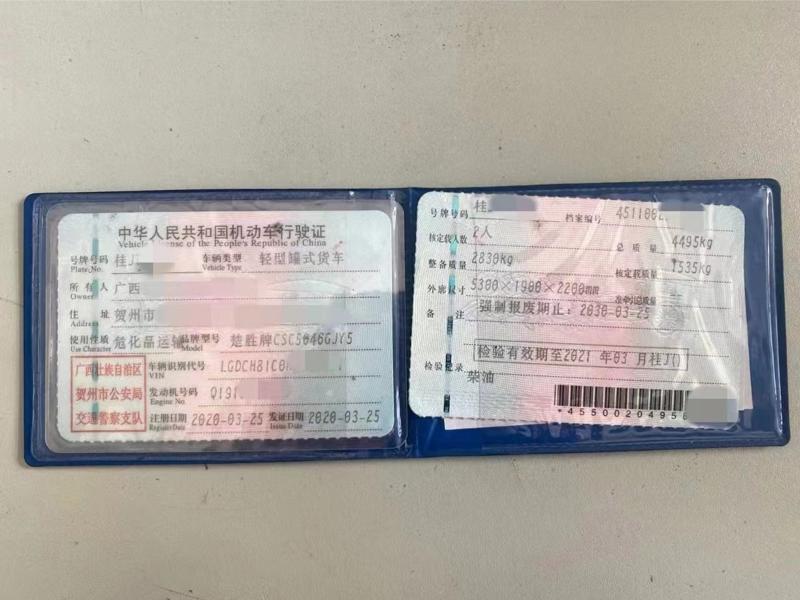 中华人民共和国机动车行驶证
Vehicle License of the People's Republic of China
号牌号码 桂J 车辆类型 轻型罐式货车
Plate No. Vehicle Type
所有人 广西
Owner
住址 贺州市
Address
使用性质 危化品运输 品牌型号 楚胜牌CSC5046GJY5
Use Character Model
广西壮族自治区
贺州市公安局
交通警察支队
车辆识别代号 LGDCH81C
VIN
发动机号码 Q191
Engine No.
注册日期 2020-03-25 发证日期 2020-03-25
Register Date Issue Date
号牌号码 桂 档案编号 4511002
核定载人数 2人 总质量 4495kg
整备质量 2830kg 核定载质量 1535kg
外廓尺寸 5300×1900×2200mm 准牵引总质量
备注 强制报废期止：2030-03-25
检验记录 检验有效期至2021 年03 月桂J()
柴油
*4550020495